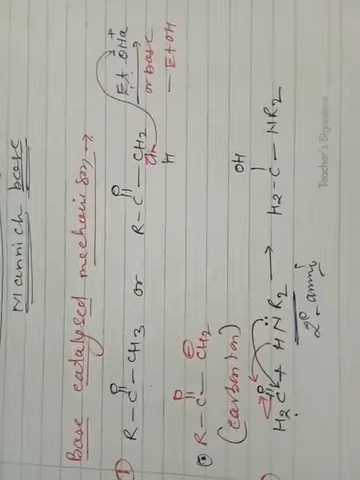 Mannich base
Base catalysed mechanism →
① R-C-CH3 or R-C-CH2
O O
H
Et ONa
or base
- EtOH
R-C-CH2
O ⊖
(carbanion)
H2C + HNR2 → H2-C-NR2
O OH
2°-amine
Teacher's Signature